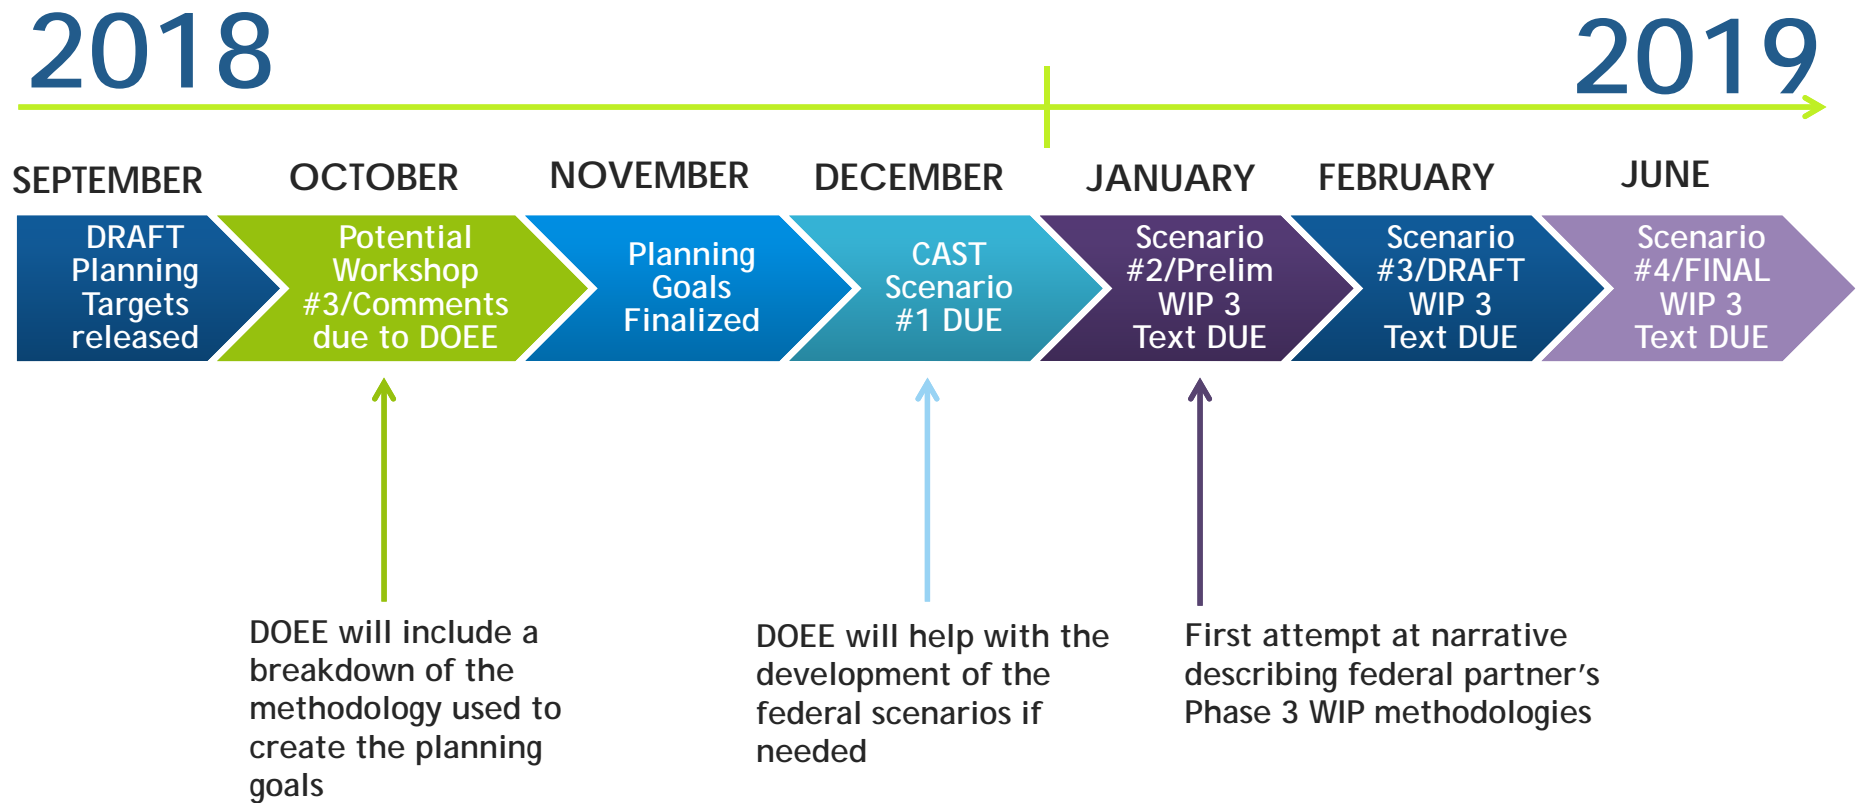 2018
2019
SEPTEMBER
OCTOBER
NOVEMBER
DECEMBER
JANUARY
FEBRUARY
JUNE
DRAFT
Planning
Targets
released
Potential
Workshop
#3/Comments
due to DOEE
Planning
Goals
Finalized
CAST
Scenario
#1 DUE
Scenario
#2/Prelim
WIP 3
Text DUE
Scenario
#3/DRAFT
WIP 3
Text DUE
Scenario
#4/FINAL
WIP 3
Text DUE
DOEE will include a
breakdown of the
methodology used to
create the planning
goals
DOEE will help with the
development of the
federal scenarios if
needed
First attempt at narrative
describing federal partner's
Phase 3 WIP methodologies